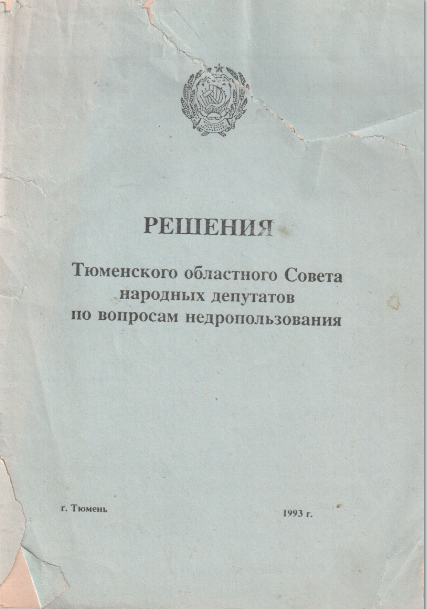 РЕШЕНИЯ
Тюменского областного Совета
народных депутатов
по вопросам недропользования
г. Тюмень 1993 г.